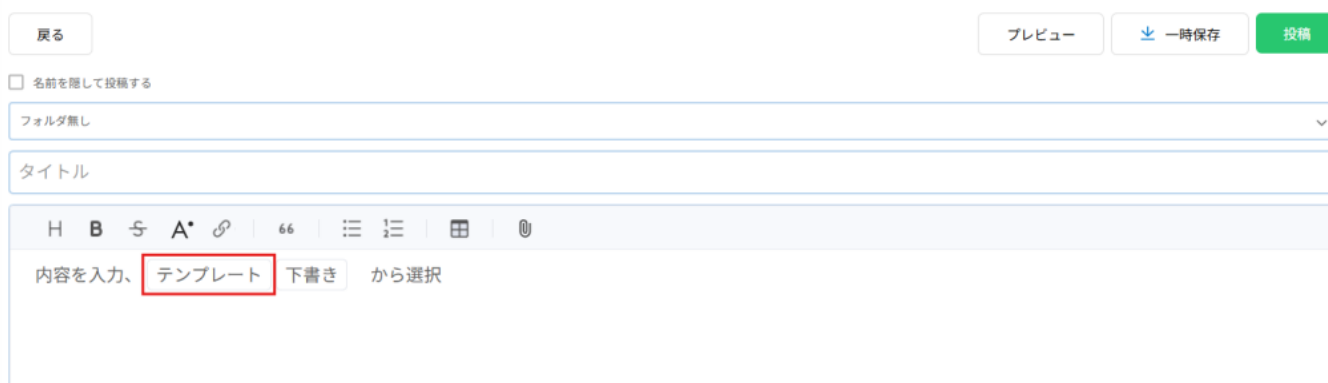 戻る プレビュー 一時保存 投稿
名前を隠して投稿する
フォルダ無し
タイトル
H B S A 66
内容を入力、 テンプレート 下書き から選択